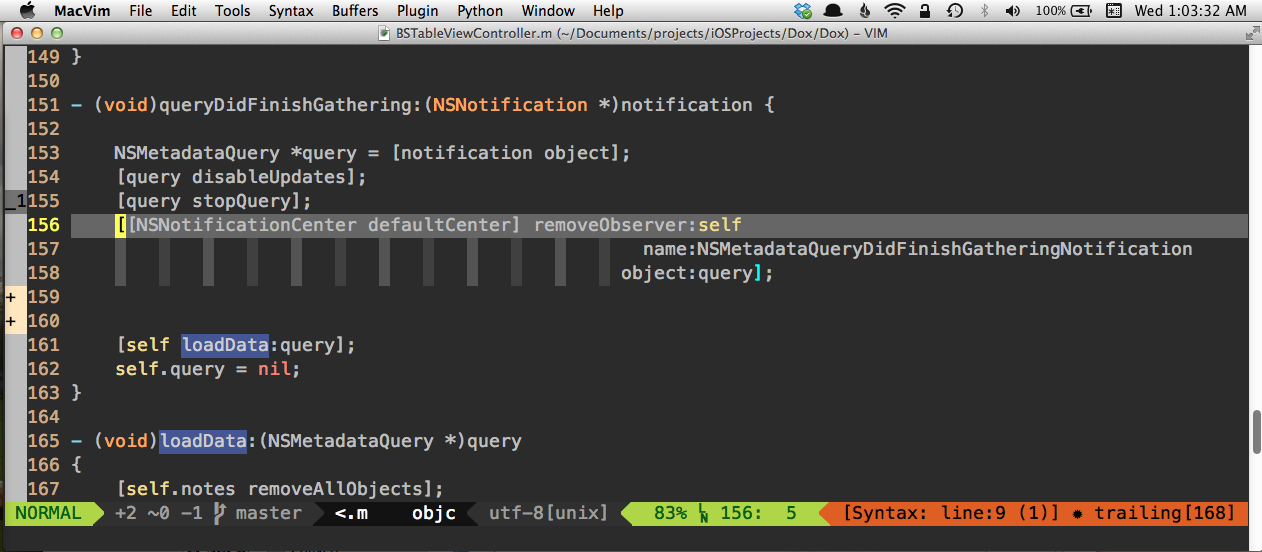 MacVim File Edit Tools Syntax Buffers Plugin Python Window Help 100% Wed 1:03:32 AM
BSTableViewController.m (~/Documents/projects/iOSProjects/Dox/Dox) – VIM
149 }
150
151 - (void)queryDidFinishGathering:(NSNotification *)notification {
152
153     NSMetadataQuery *query = [notification object];
154     [query disableUpdates];
_1155     [query stopQuery];
156     [[NSNotificationCenter defaultCenter] removeObserver:self
157                                                     name:NSMetadataQueryDidFinishGatheringNotification
158                                                   object:query];
+ 159
+ 160
161     [self loadData:query];
162     self.query = nil;
163 }
164
165 - (void)loadData:(NSMetadataQuery *)query
166 {
167     [self.notes removeAllObjects];
NORMAL +2 ~0 -1 master <.m objc utf-8[unix] 83% LN 156: 5 [Syntax: line:9 (1)] ✹ trailing[168]